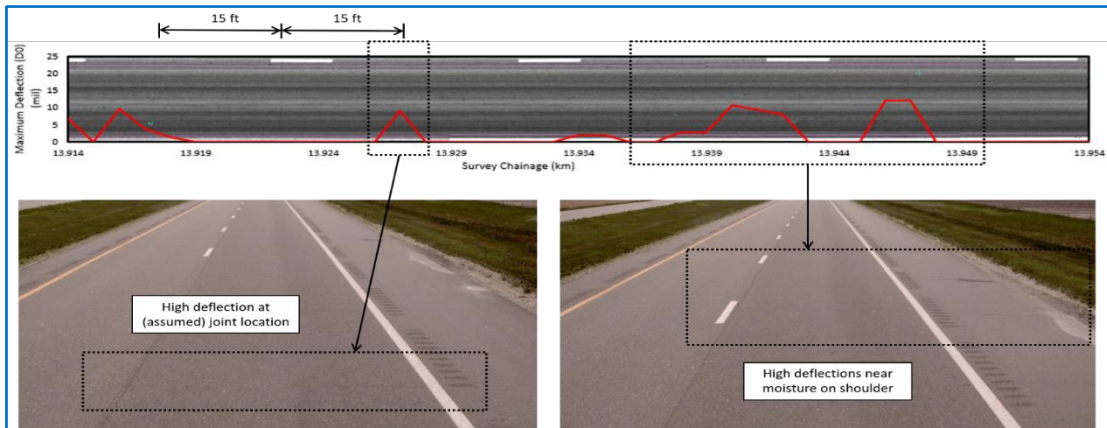 15 ft
15 ft
Maximum Deflection (D0)
(mil)
25
20
15
10
5
0
13.914
13.919
13.924
13.929
13.934
13.939
13.944
13.949
13.954
Survey Chainage (km)
High deflection at
(assumed) joint location
High deflections near
moisture on shoulder